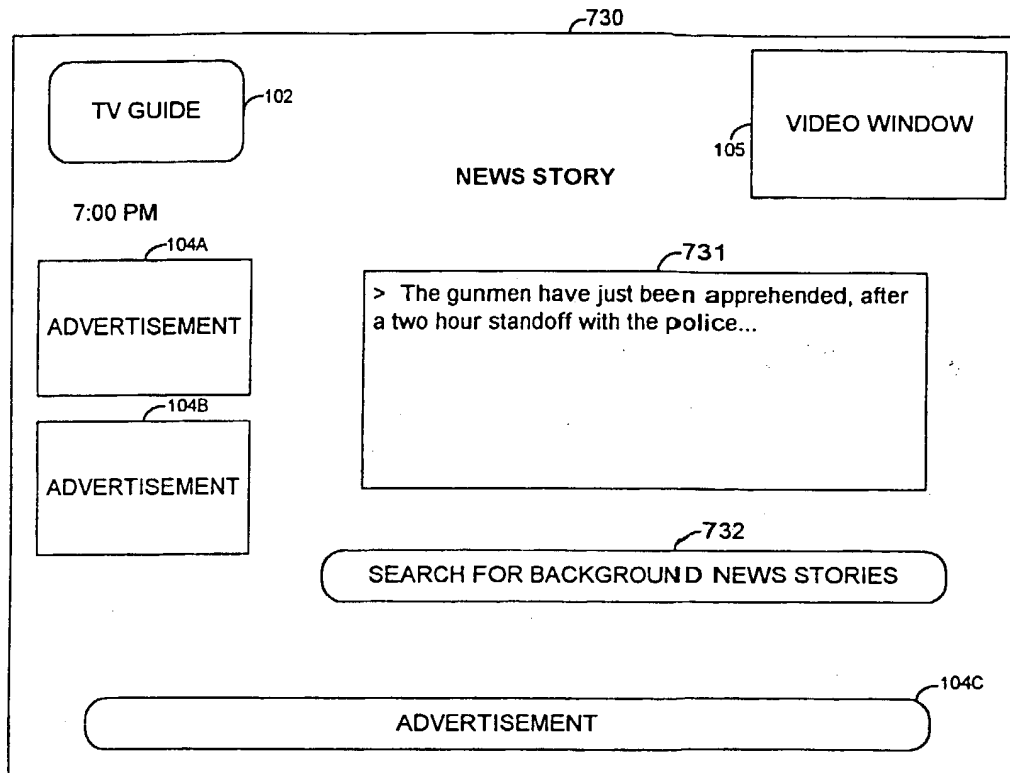 730
TV GUIDE
102
VIDEO WINDOW
105
NEWS STORY
7:00 PM
104A
ADVERTISEMENT
731
> The gunmen have just been apprehended, after
a two hour standoff with the police...
104B
ADVERTISEMENT
732
SEARCH FOR BACKGROUND NEWS STORIES
104C
ADVERTISEMENT